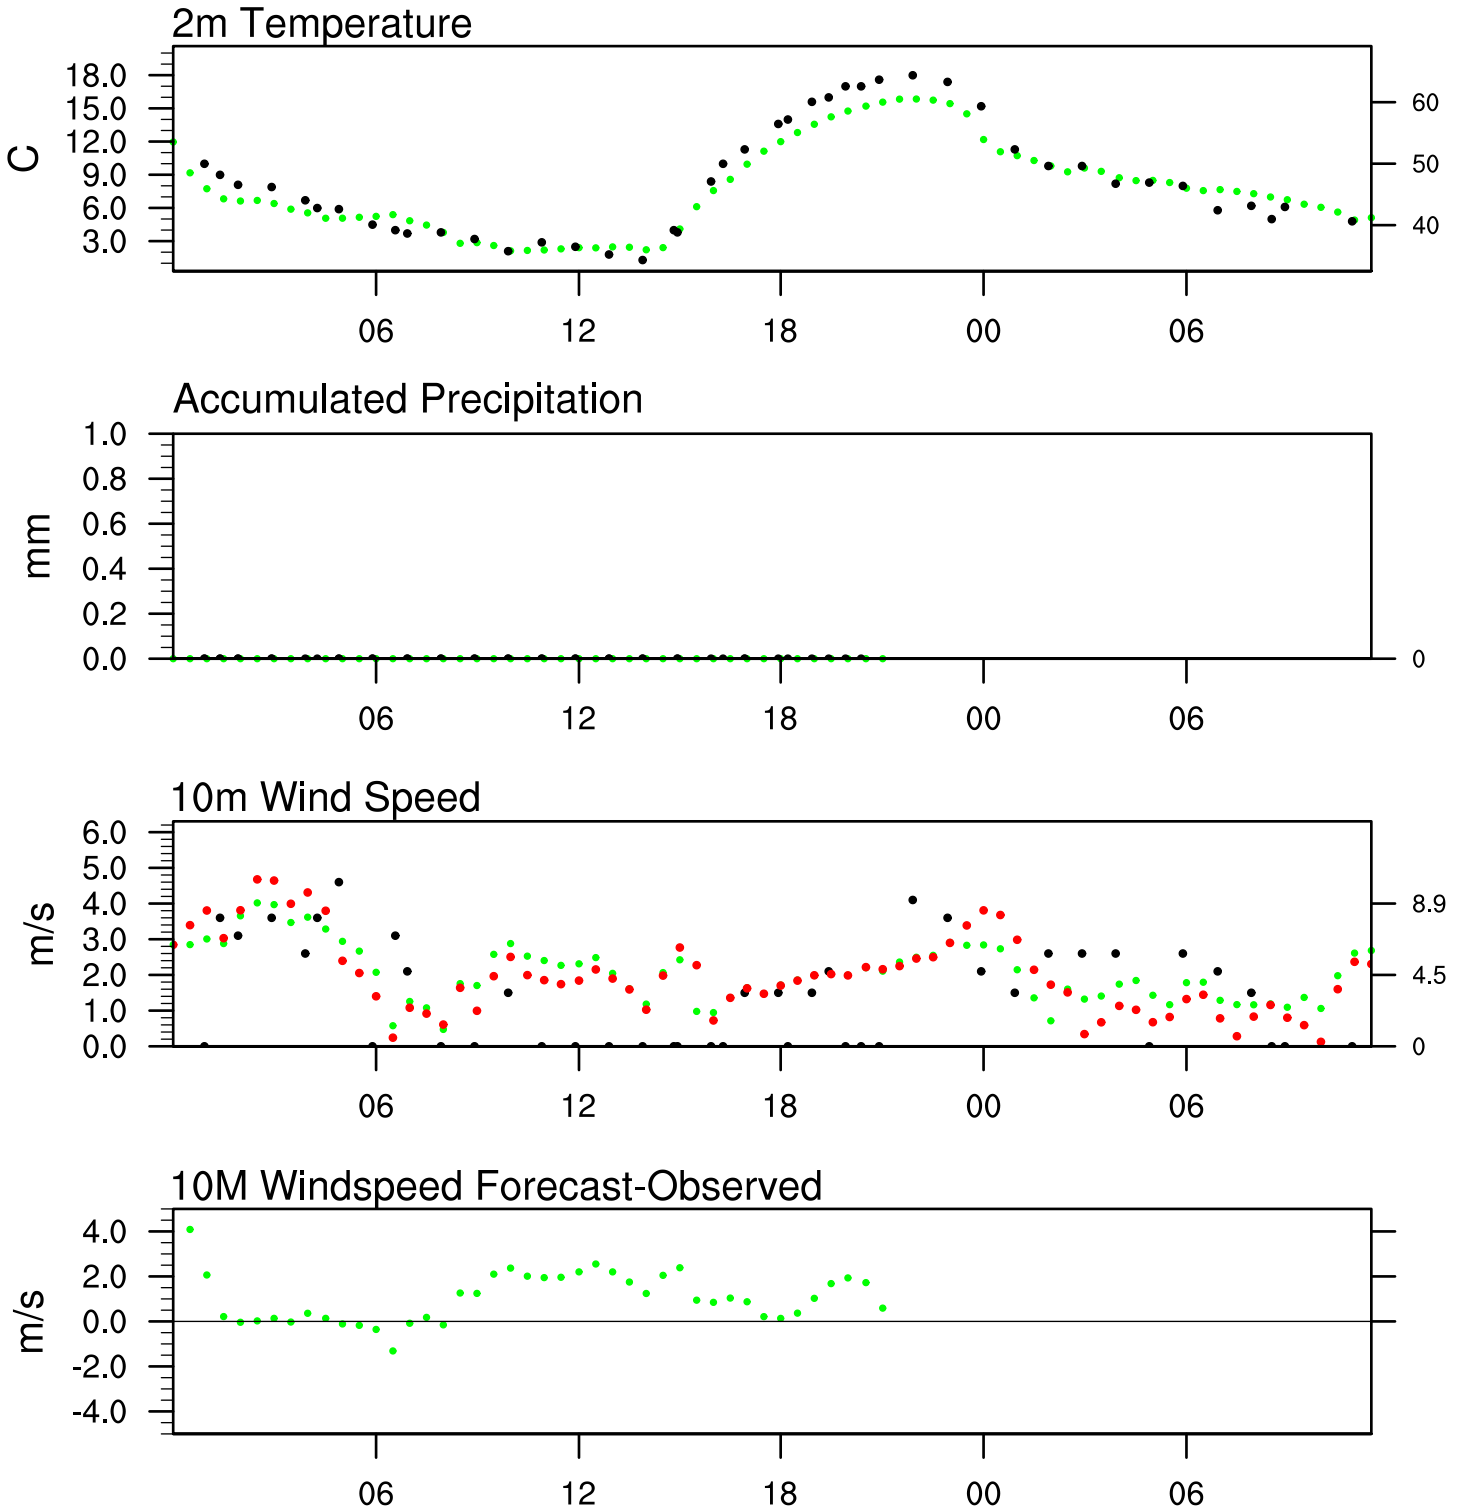 2m Temperature
18.0
15.0
12.0
9.0
6.0
3.0
C
60
50
40
06 12 18 00 06
Accumulated Precipitation
1.0
0.8
0.6
0.4
0.2
0.0
mm
0
06 12 18 00 06
10m Wind Speed
6.0
5.0
4.0
3.0
2.0
1.0
0.0
m/s
8.9
4.5
0
06 12 18 00 06
10M Windspeed Forecast-Observed
4.0
2.0
0.0
-2.0
-4.0
m/s
06 12 18 00 06